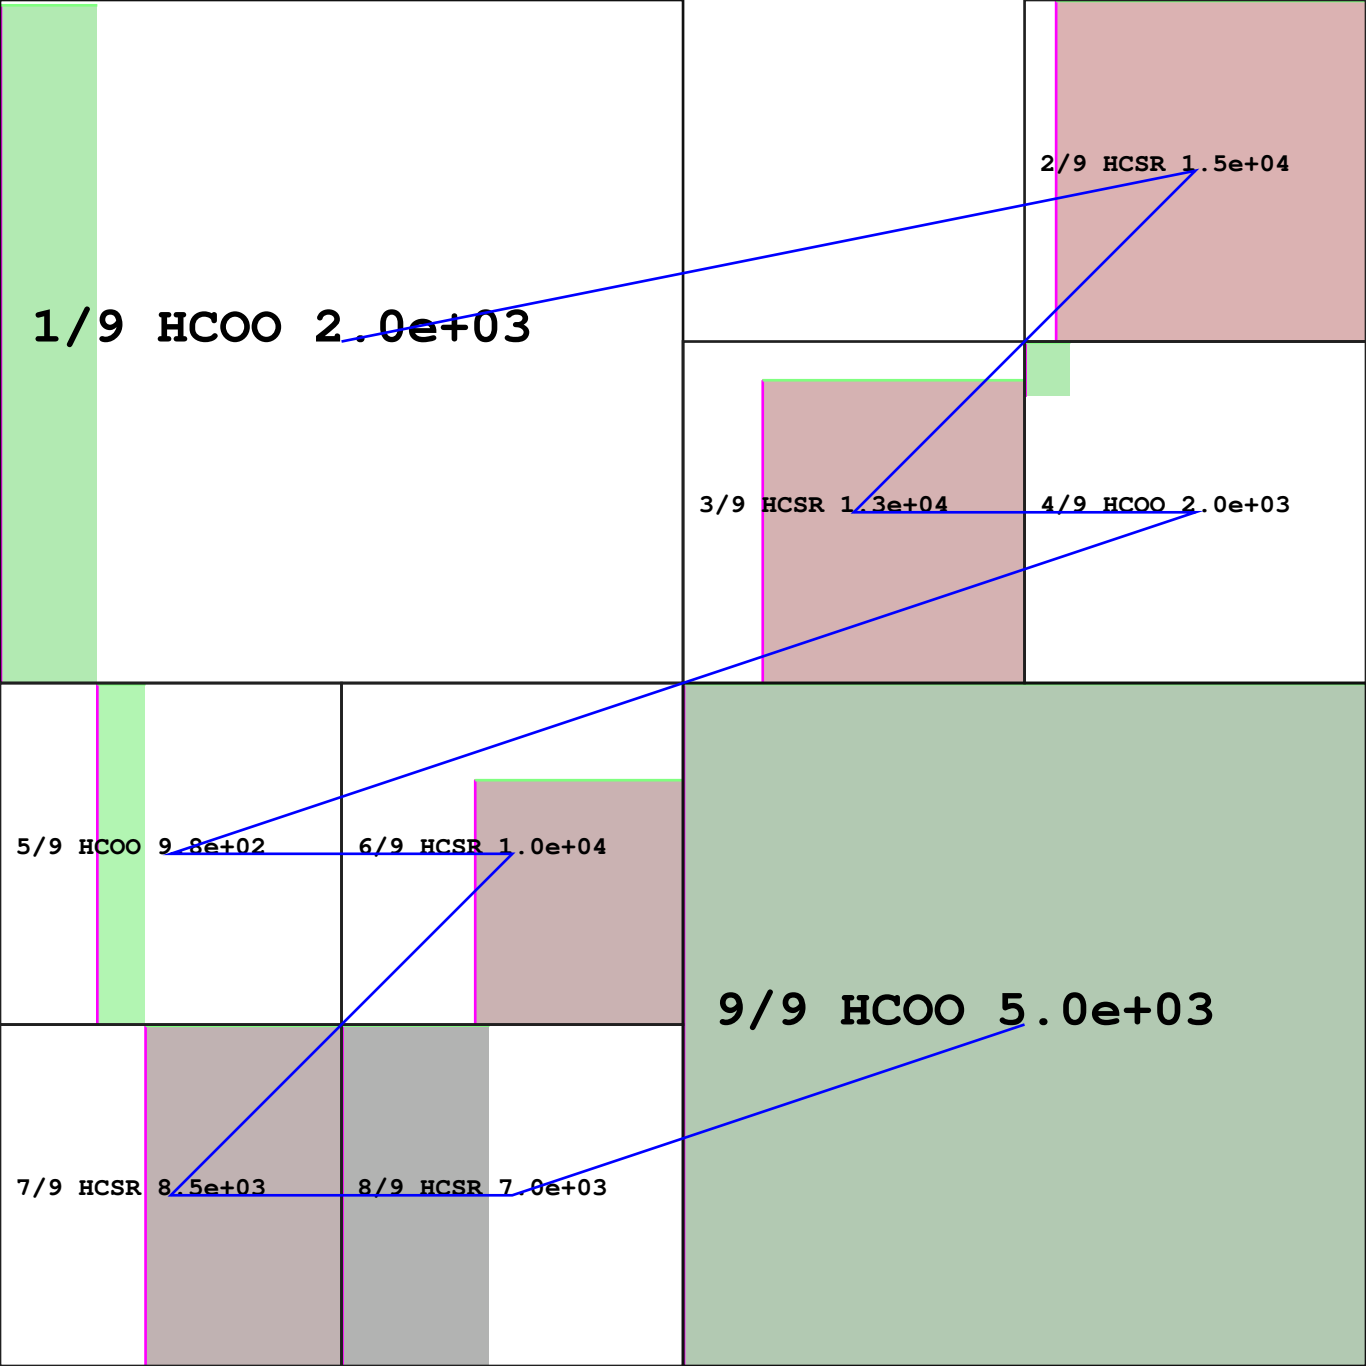 1/9 HCOO 2.0e+03
2/9 HCSR 1.5e+04
3/9 HCSR 1.3e+04
4/9 HCOO 2.0e+03
5/9 HCOO 9.8e+02
6/9 HCSR 1.0e+04
7/9 HCSR 8.5e+03
8/9 HCSR 7.0e+03
9/9 HCOO 5.0e+03